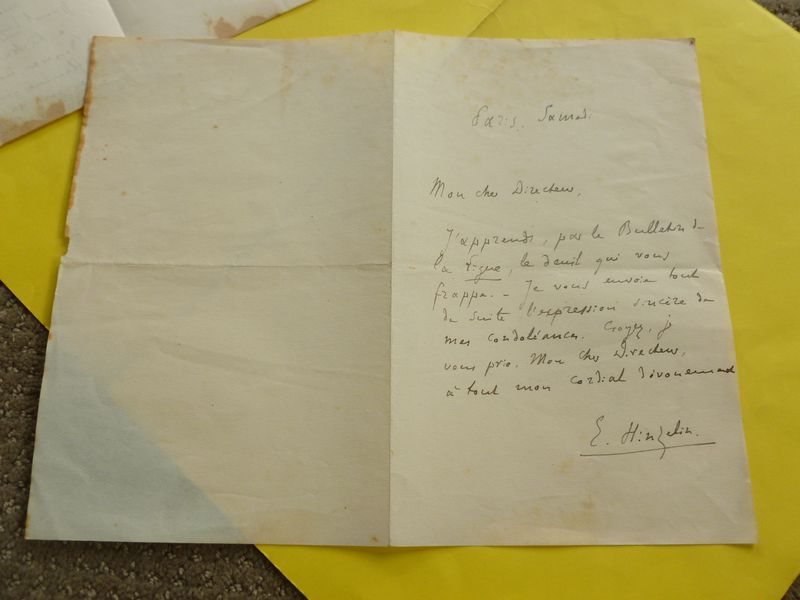 Paris, Samedi
Mon cher Directeur,
J'apprends, par le Bulletin de
la Ligue, le deuil qui vous
frappe. - Je vous envoie tout
de suite l'expression sincère de
mes condoléances. Croyez, je
vous prie, Mon cher Directeur,
à tout mon cordial dévouement
E. Hinzelin.